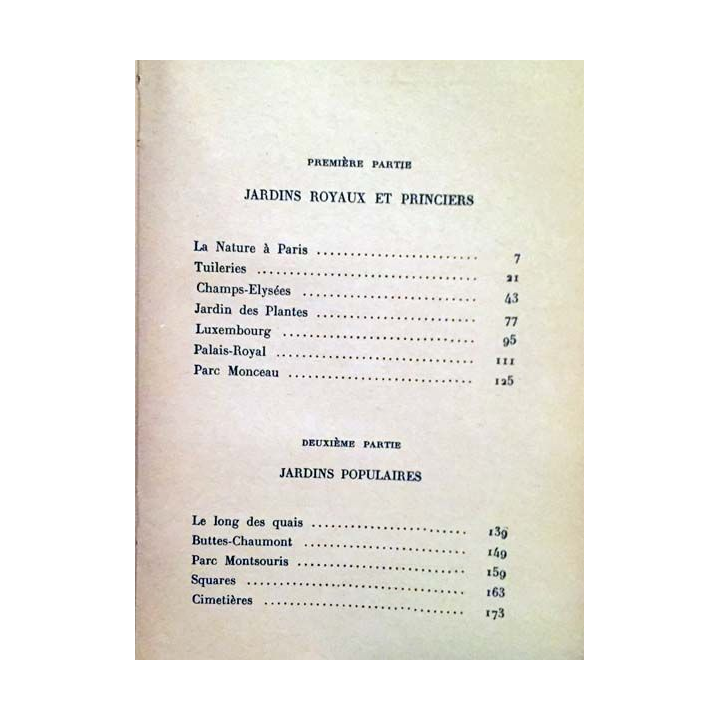 PREMIÈRE PARTIE
JARDINS ROYAUX ET PRINCIERS
La Nature à Paris ........................ 7
Tuileries ................................ 21
Champs-Elysées .......................... 43
Jardin des Plantes ...................... 77
Luxembourg ............................. 95
Palais-Royal ............................. 111
Parc Monceau ........................... 125
DEUXIÈME PARTIE
JARDINS POPULAIRES
Le long des quais ....................... 139
Buttes-Chaumont ........................ 149
Parc Montsouris ......................... 159
Squares ................................. 163
Cimetières .............................. 173